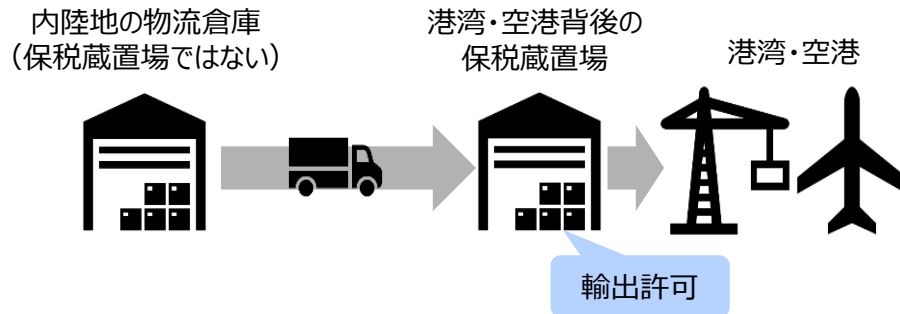 内陸地の物流倉庫
（保税蔵置場ではない）
港湾・空港背後の
保税蔵置場
港湾・空港
輸出許可